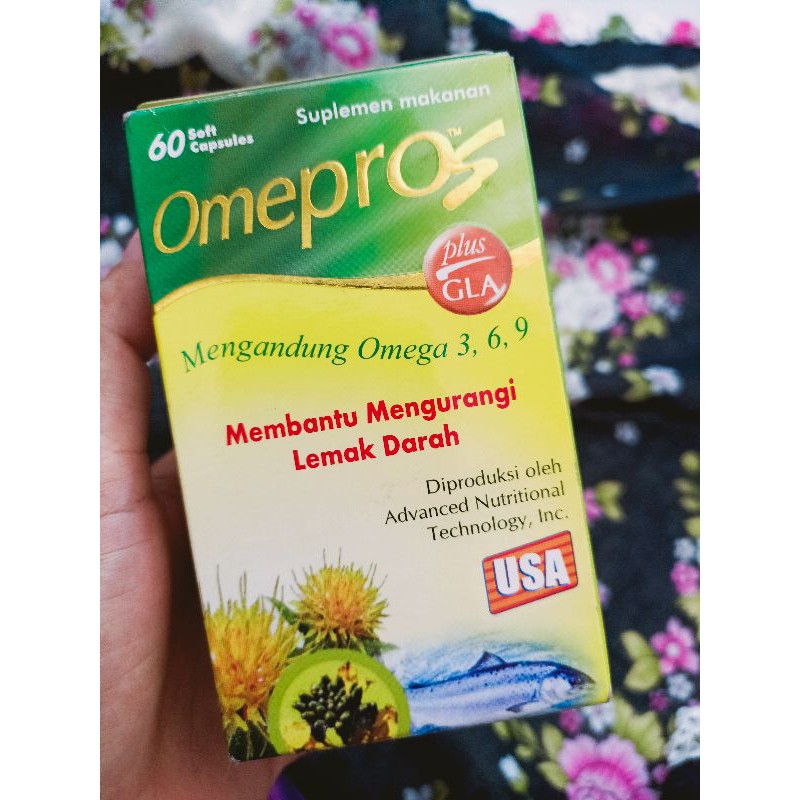 Suplemen makanan
60 Soft Capsules
Omepros™
plus
GLA
Mengandung Omega 3, 6, 9
Membantu Mengurangi
Lemak Darah
Diproduksi oleh
Advanced Nutritional
Technology, Inc.
USA